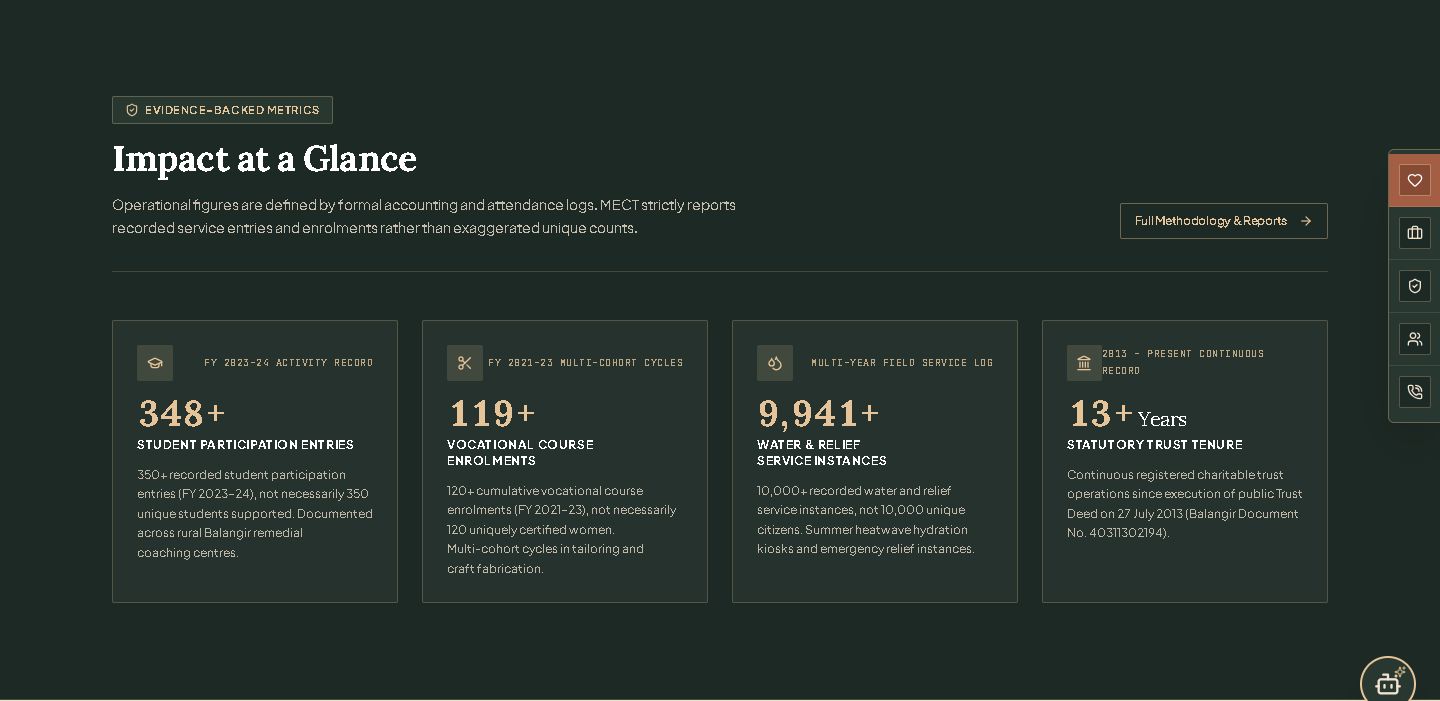 EVIDENCE-BACKED METRICS
Impact at a Glance
Operational figures are defined by formal accounting and attendance logs. MECT strictly reports
recorded service entries and enrolments rather than exaggerated unique counts.
Full Methodology & Reports
FY 2023-24 ACTIVITY RECORD
348+
STUDENT PARTICIPATION ENTRIES
350+ recorded student participation
entries (FY 2023–24), not necessarily 350
unique students supported. Documented
across rural Balangir remedial
coaching centres.
FY 2021-23 MULTI-COHORT CYCLES
119+
VOCATIONAL COURSE
ENROLMENTS
120+ cumulative vocational course
enrolments (FY 2021–23), not necessarily
120 uniquely certified women.
Multi-cohort cycles in tailoring and
craft fabrication.
MULTI-YEAR FIELD SERVICE LOG
9,941+
WATER & RELIEF
SERVICE INSTANCES
10,000+ recorded water and relief
service instances, not 10,000 unique
citizens. Summer heatwave hydration
kiosks and emergency relief instances.
2013 – PRESENT CONTINUOUS
RECORD
13+ Years
STATUTORY TRUST TENURE
Continuous registered charitable trust
operations since execution of public Trust
Deed on 27 July 2013 (Balangir Document
No. 40311302194).